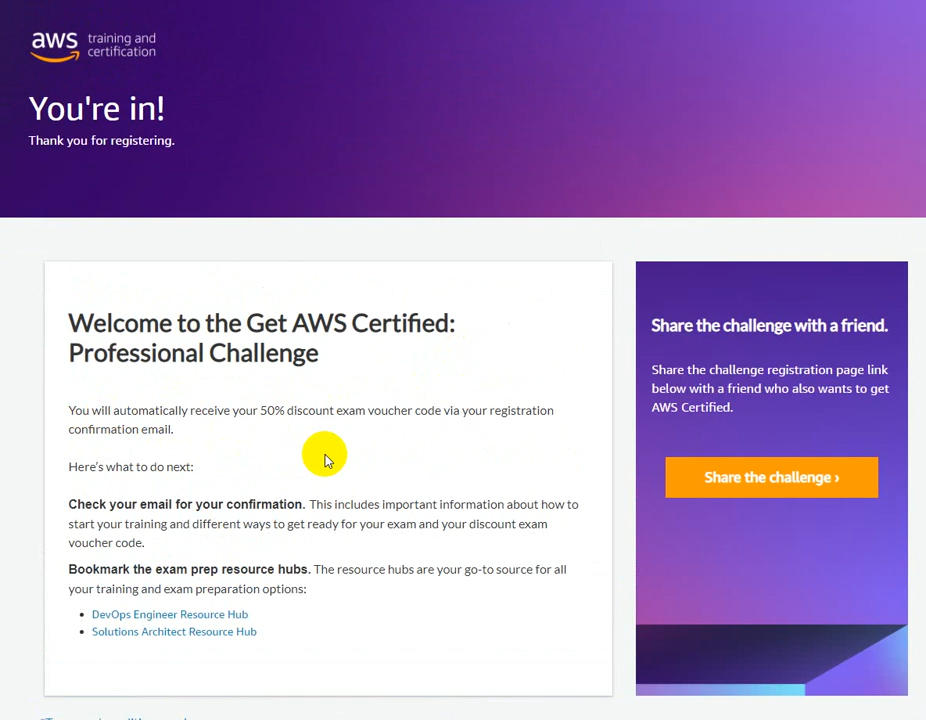 aws training and
certification
You're in!
Thank you for registering.
Welcome to the Get AWS Certified:
Professional Challenge
You will automatically receive your 50% discount exam voucher code via your registration
confirmation email.
Here's what to do next:
Check your email for your confirmation. This includes important information about how to
start your training and different ways to get ready for your exam and your discount exam
voucher code.
Bookmark the exam prep resource hubs. The resource hubs are your go-to source for all
your training and exam preparation options:
• DevOps Engineer Resource Hub
• Solutions Architect Resource Hub
Share the challenge with a friend.
Share the challenge registration page link
below with a friend who also wants to get
AWS Certified.
Share the challenge ›